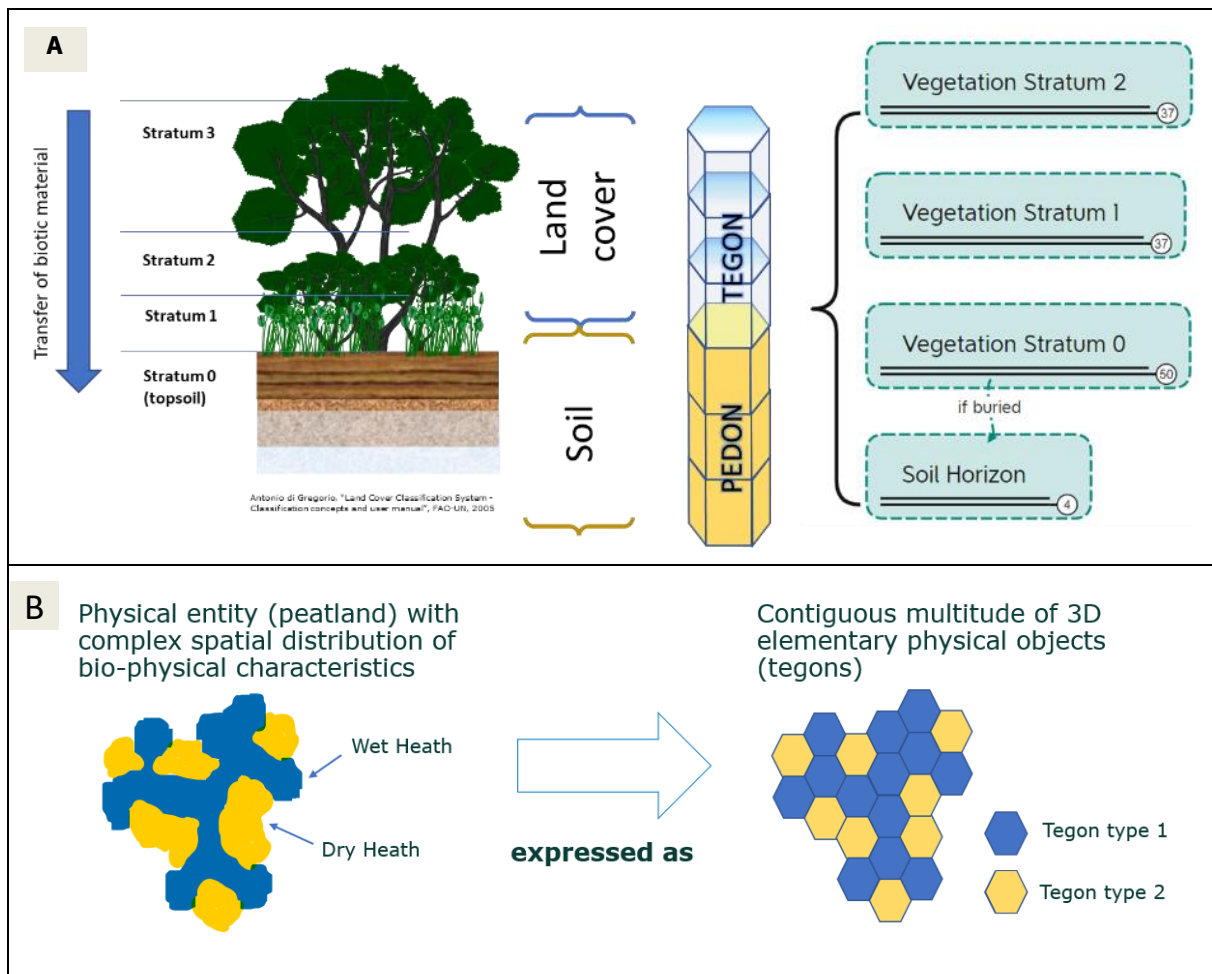 A
Transfer of biotic material
Stratum 3
Stratum 2
Stratum 1
Stratum 0
(topsoil)
Antonio di Gregorio, "Land Cover Classification System -
Classification concepts and user manual", FAO-UN, 2005
Land
cover
Soil
TEGON
PEDON
Vegetation Stratum 2
37
Vegetation Stratum 1
37
Vegetation Stratum 0
50
if buried
Soil Horizon
4
B
Physical entity (peatland) with
complex spatial distribution of
bio-physical characteristics
Wet Heath
Dry Heath
expressed as
Contiguous multitude of 3D
elementary physical objects
(tegons)
Tegon type 1
Tegon type 2